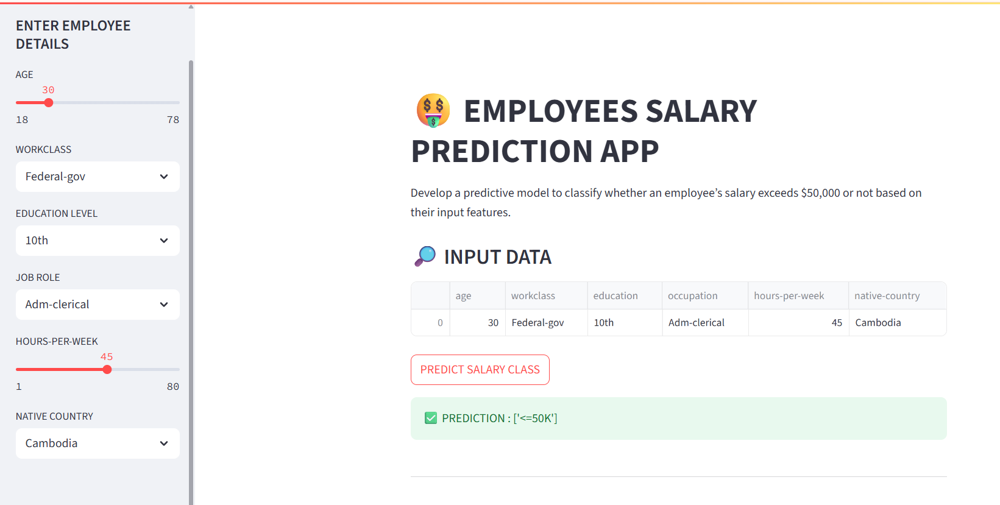 ENTER EMPLOYEE
DETAILS
AGE
30
18 78
WORKCLASS
Federal-gov
EDUCATION LEVEL
10th
JOB ROLE
Adm-clerical
HOURS-PER-WEEK
45
1 80
NATIVE COUNTRY
Cambodia
🤑 EMPLOYEES SALARY
PREDICTION APP
Develop a predictive model to classify whether an employee’s salary exceeds $50,000 or not based on
their input features.
🔎 INPUT DATA
age workclass education occupation hours-per-week native-country
0 30 Federal-gov 10th Adm-clerical 45 Cambodia
PREDICT SALARY CLASS
✅ PREDICTION : ['<=50K']